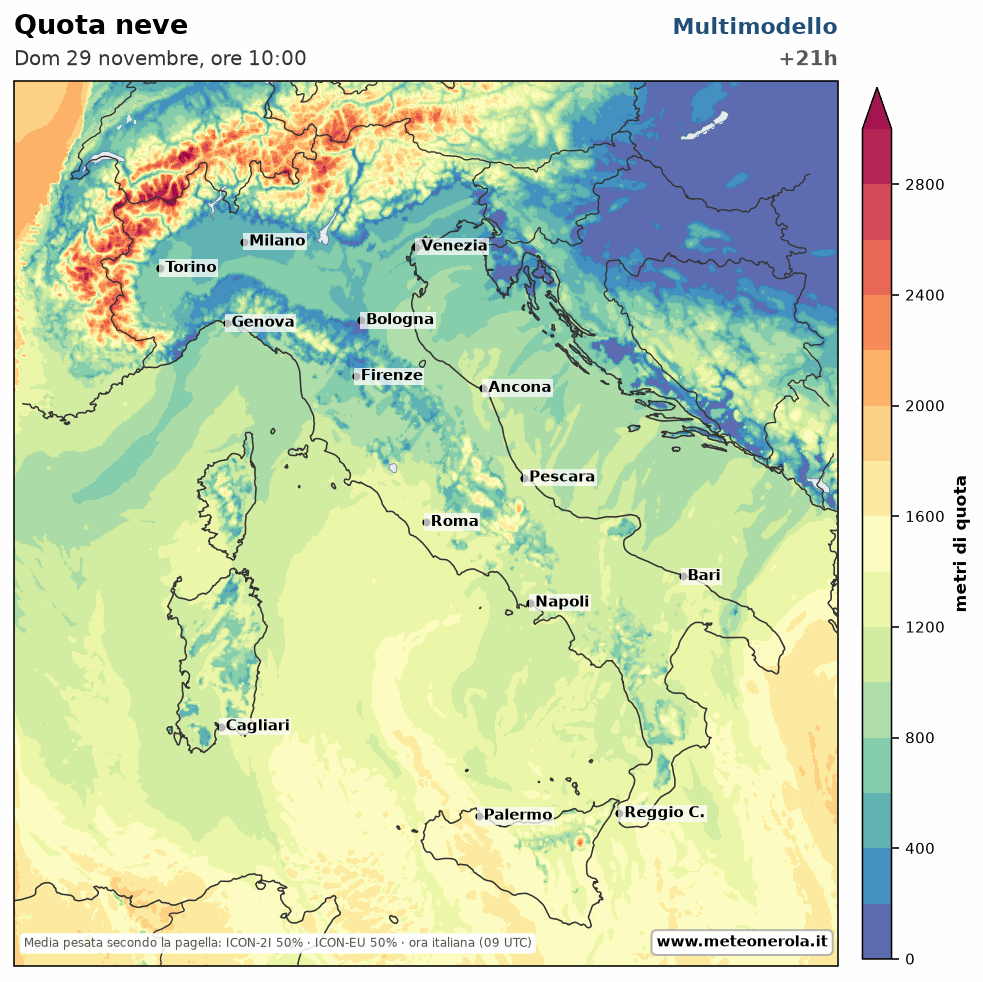 Quota neve
Multimodello
Dom 29 novembre, ore 10:00
+21h
Milano
Venezia
Torino
Genova
Bologna
Firenze
Ancona
Pescara
Roma
Bari
Napoli
Cagliari
Palermo
Reggio C.
2800
2400
2000
1600
1200
800
400
0
metri di quota
Media pesata secondo la pagella: ICON-2I 50% · ICON-EU 50% · ora italiana (09 UTC)
www.meteonerola.it